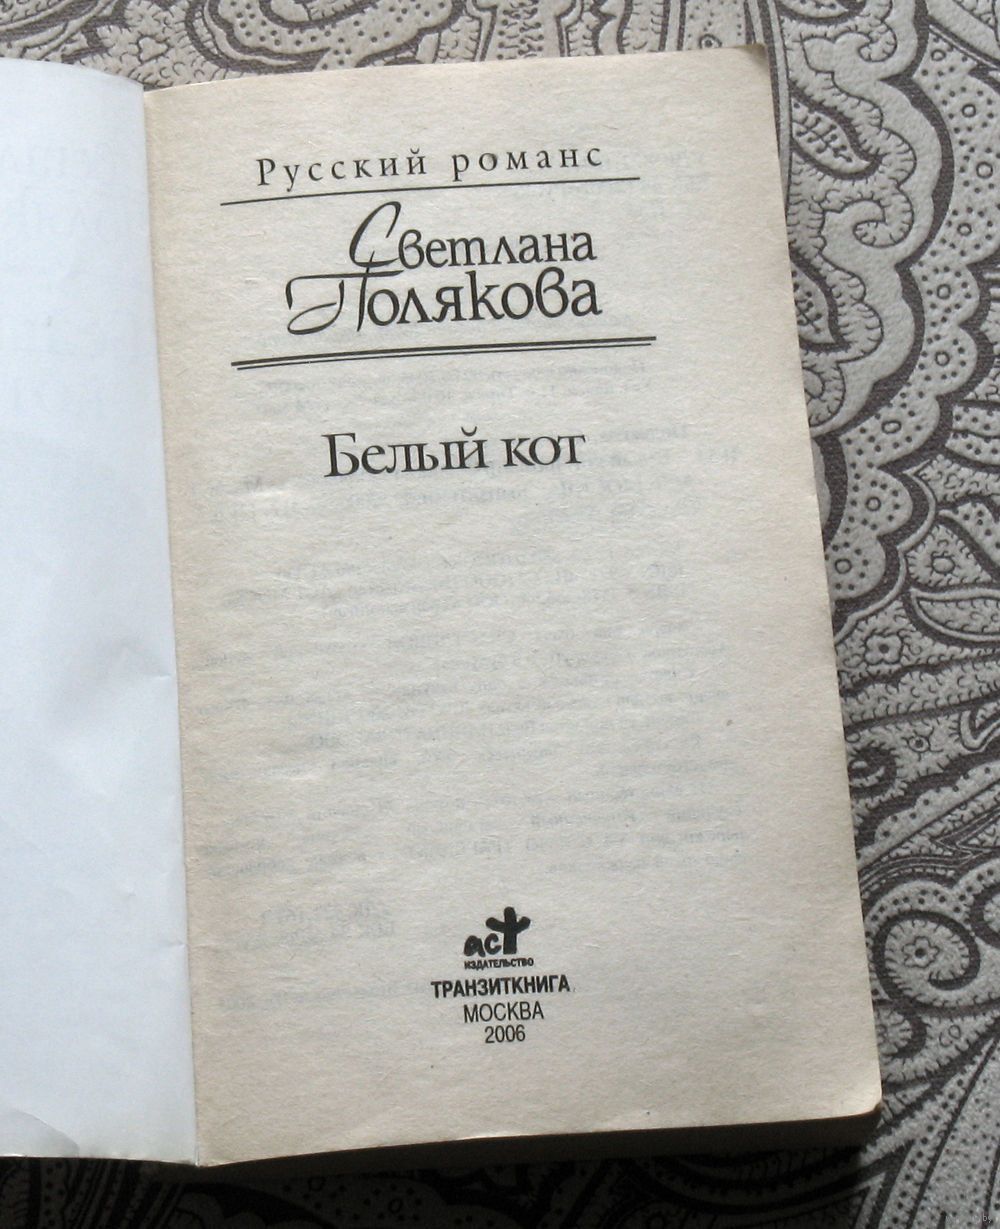 Русский романс
Светлана
Полякова
Белый кот
аст
ИЗДАТЕЛЬСТВО
ТРАНЗИТКНИГА
МОСКВА
2006